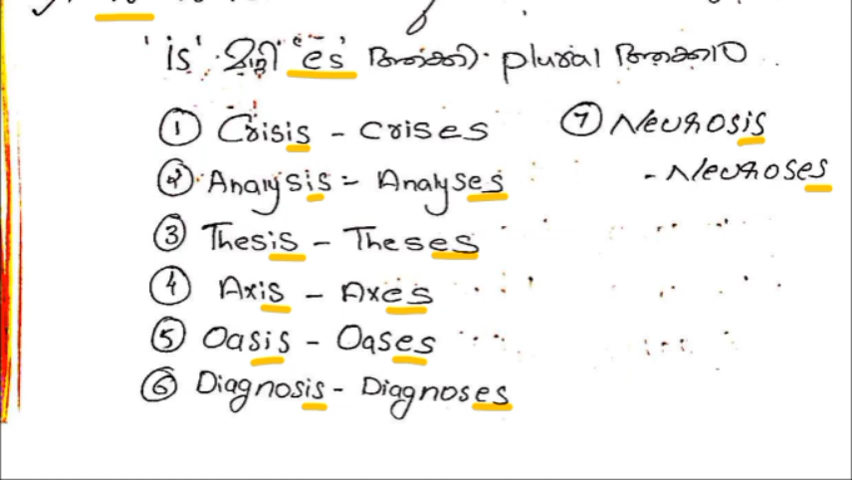 'is' മാറ്റി 'es' ആക്കി plural ആക്കാം
① Crisis - crises
② Analysis = Analyses
③ Thesis - Theses
④ Axis - Axes
⑤ Oasis - Oases
⑥ Diagnosis - Diagnoses
⑦ Neurosis
- Neuroses